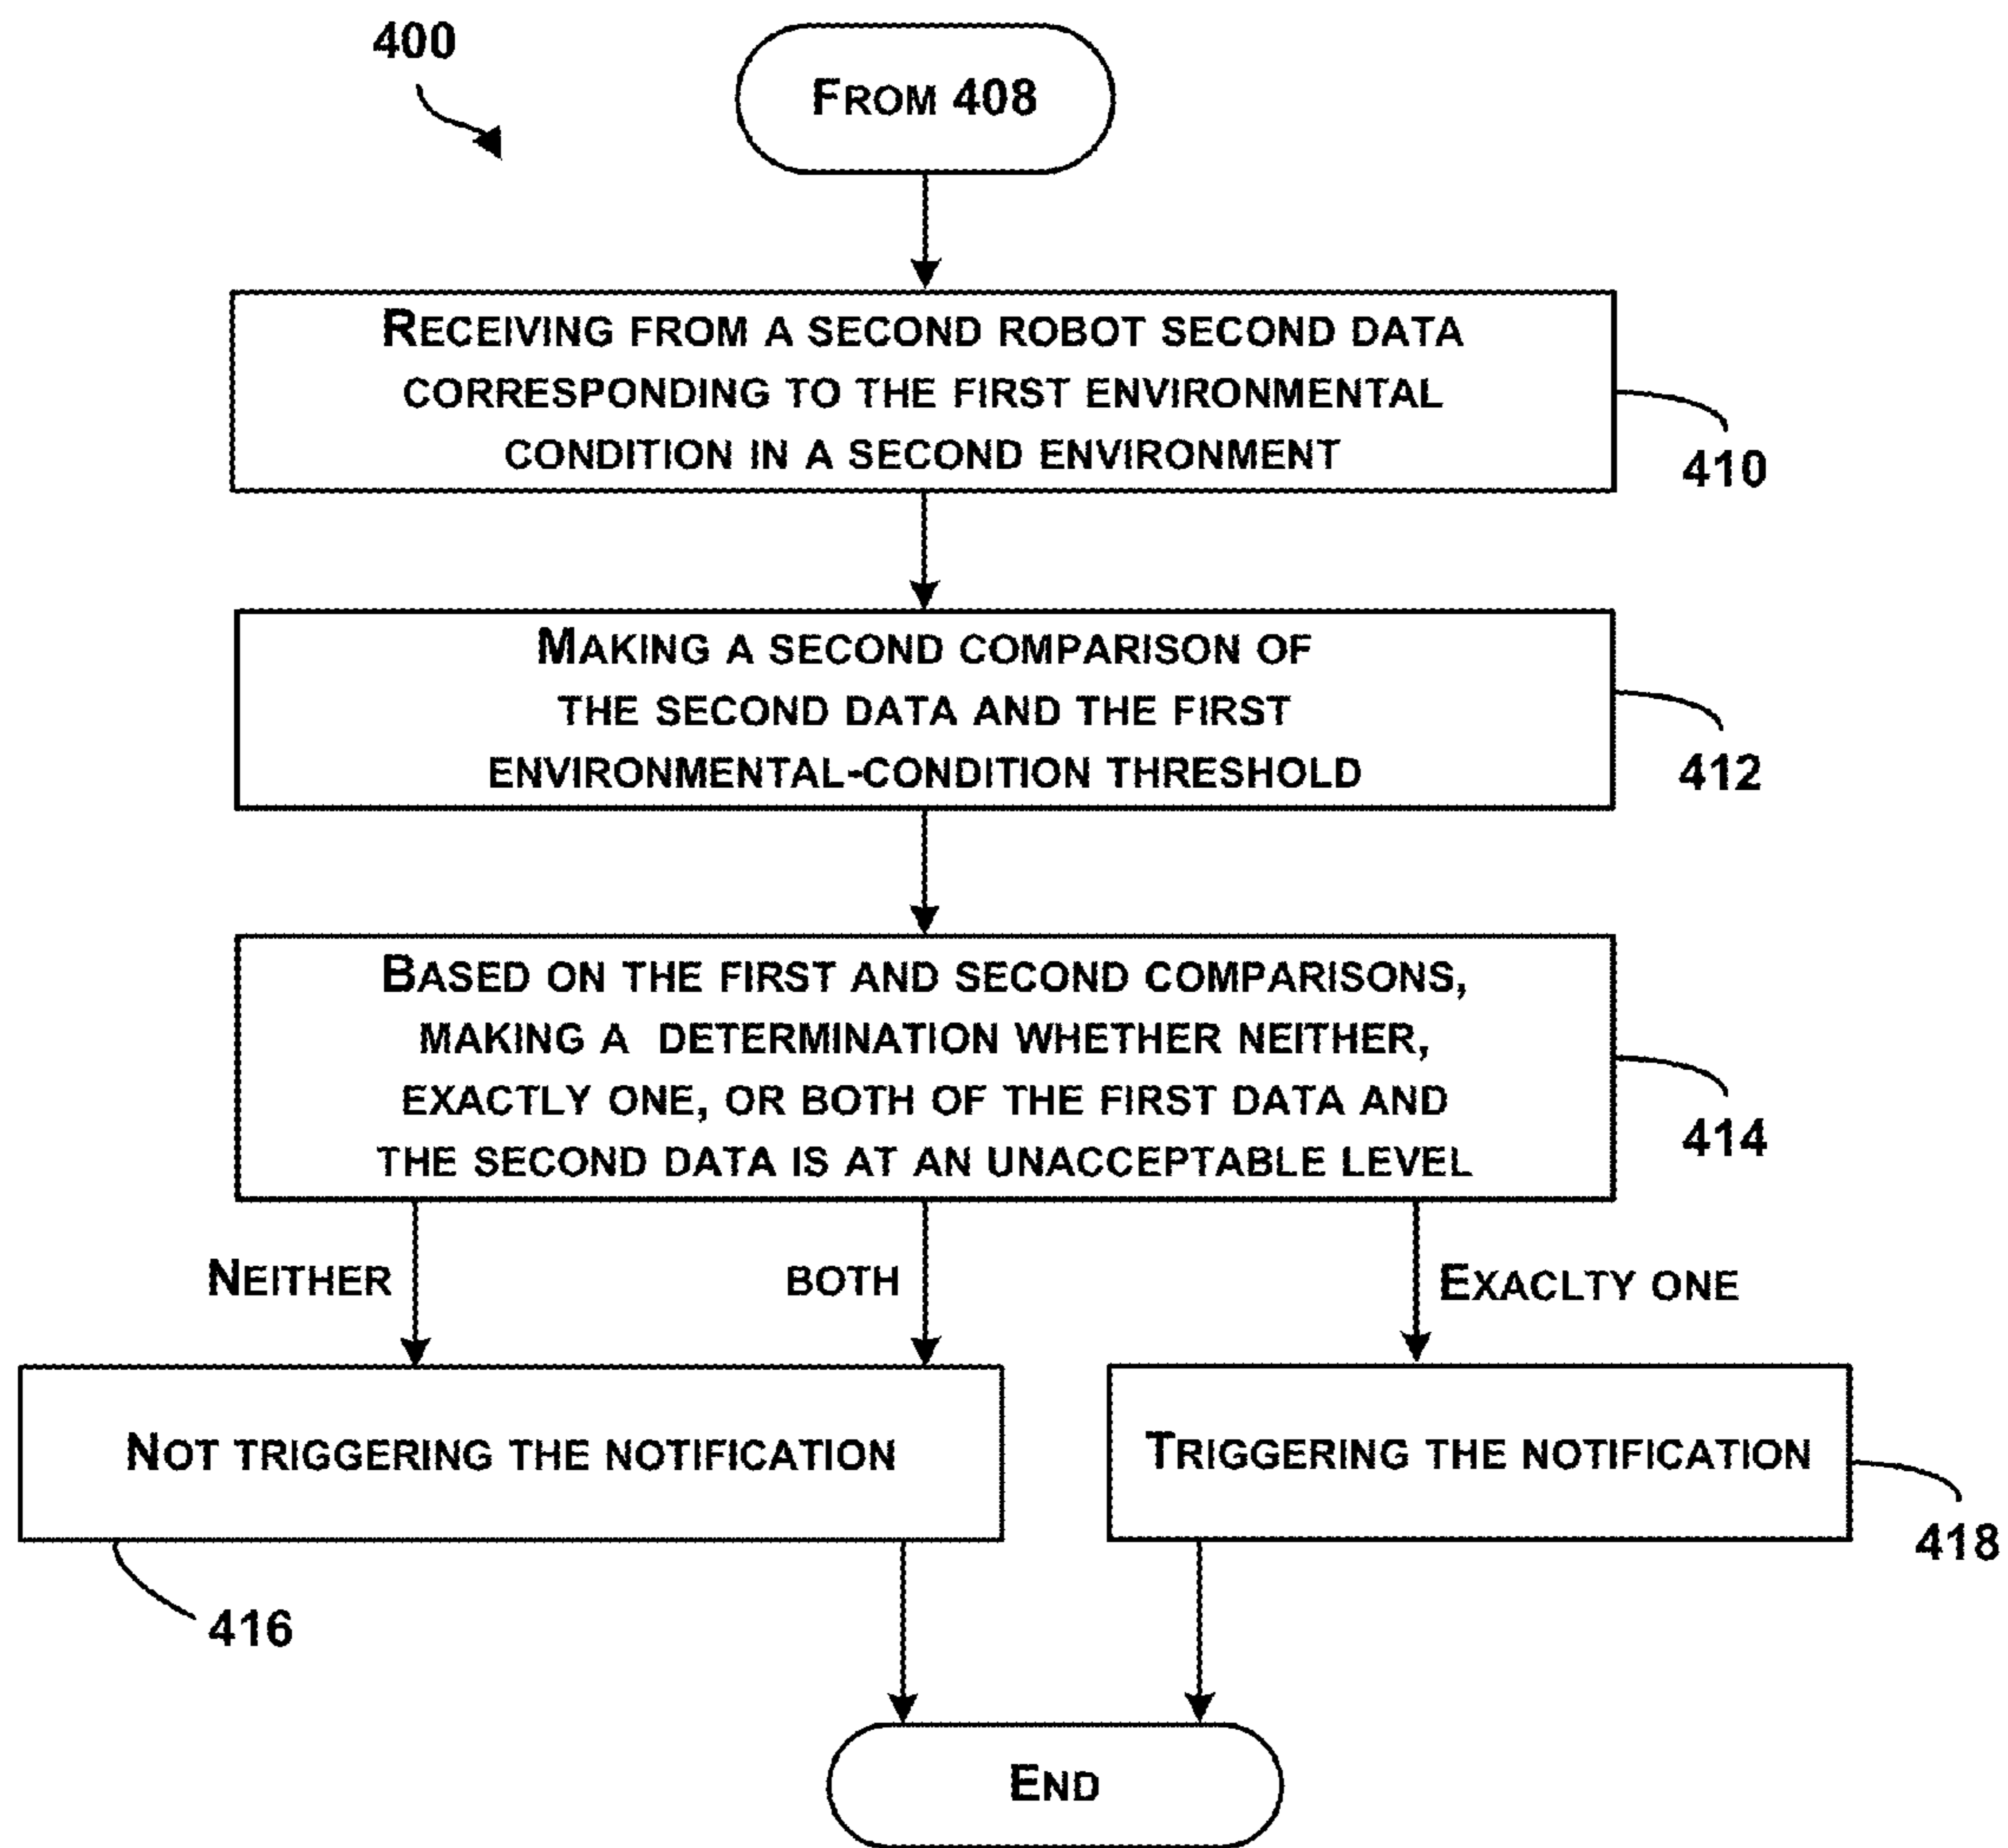 400
FROM 408
RECEIVING FROM A SECOND ROBOT SECOND DATA
CORRESPONDING TO THE FIRST ENVIRONMENTAL
CONDITION IN A SECOND ENVIRONMENT
410
MAKING A SECOND COMPARISON OF
THE SECOND DATA AND THE FIRST
ENVIRONMENTAL-CONDITION THRESHOLD
412
BASED ON THE FIRST AND SECOND COMPARISONS,
MAKING A DETERMINATION WHETHER NEITHER,
EXACTLY ONE, OR BOTH OF THE FIRST DATA AND
THE SECOND DATA IS AT AN UNACCEPTABLE LEVEL
414
NEITHER
BOTH
EXACLTY ONE
NOT TRIGGERING THE NOTIFICATION
416
TRIGGERING THE NOTIFICATION
418
END